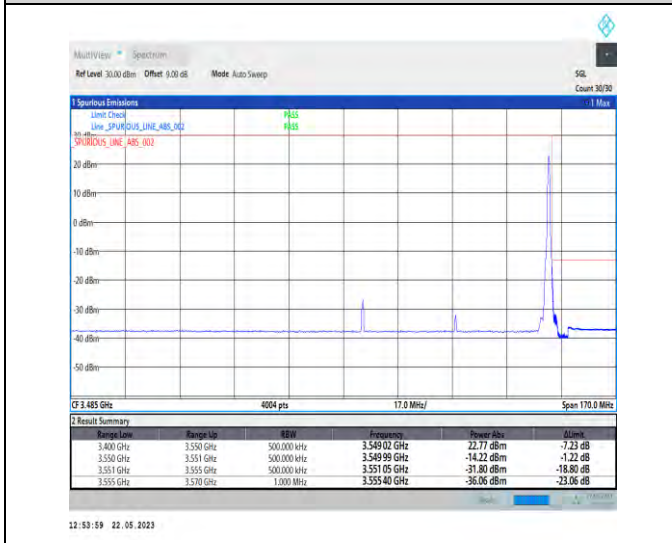 MultiView Spectrum
Ref Level 30.00 dBm Offset 9.00 dB Mode Auto Sweep SGL
Count 30/30
1 Spurious Emissions 1 Max
Limit Check PASS
Line _SPURIOUS_LINE_ABS_002 PASS
_SPURIOUS_LINE_ABS_002
20 dBm
10 dBm
0 dBm
-10 dBm
-20 dBm
-30 dBm
-40 dBm
-50 dBm
CF 3.485 GHz 4004 pts 17.0 MHz/ Span 170.0 MHz
2 Result Summary
Range Low Range Up RBW Frequency Power Abs ΔLimit
3.400 GHz 3.550 GHz 500.000 kHz 3.549 02 GHz 22.77 dBm -7.23 dB
3.550 GHz 3.551 GHz 500.000 kHz 3.549 99 GHz -14.22 dBm -1.22 dB
3.551 GHz 3.555 GHz 500.000 kHz 3.551 05 GHz -31.80 dBm -18.80 dB
3.555 GHz 3.570 GHz 1.000 MHz 3.555 40 GHz -36.06 dBm -23.06 dB
12:53:59 22.05.2023